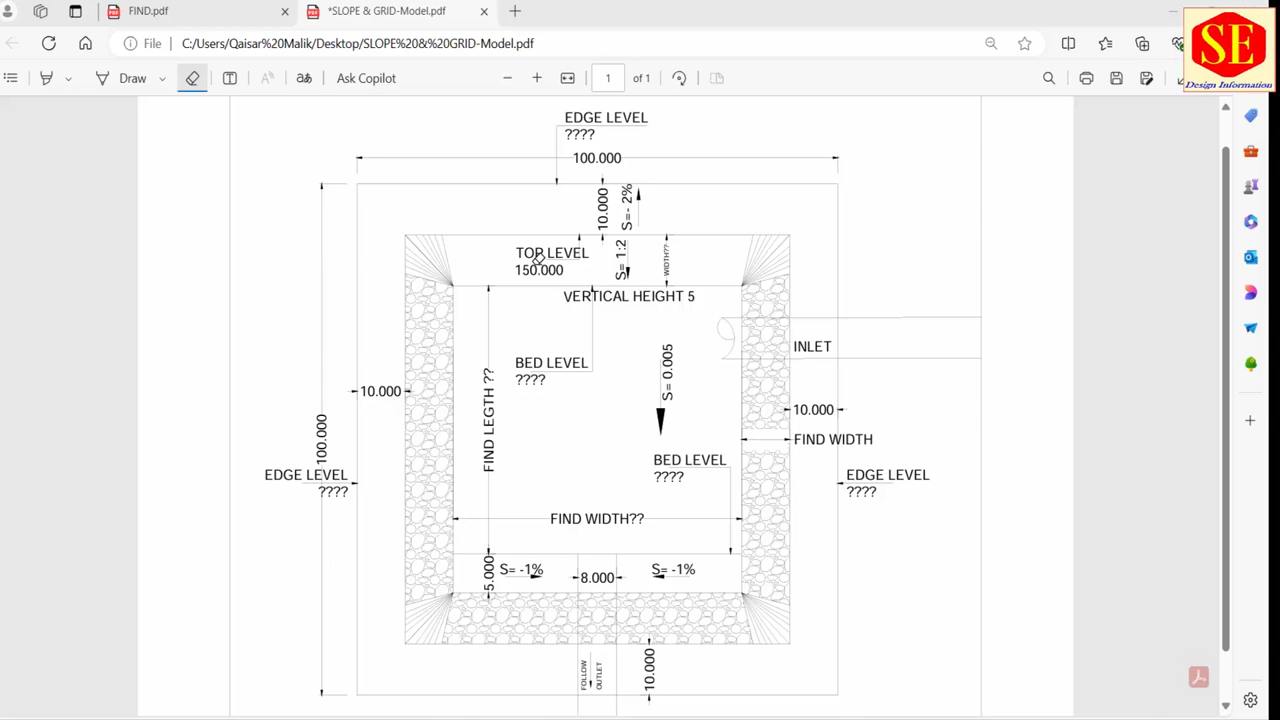 FIND.pdf
*SLOPE & GRID-Model.pdf
File
C:/Users/Qaisar%20Malik/Desktop/SLOPE%20&%20GRID-Model.pdf
SE
Design Information
Draw
Ask Copilot
1
of 1
EDGE LEVEL
????
100.000
10.000
S=- 2%
TOP LEVEL
150.000
S= 1:2
WIDTH??
VERTICAL HEIGHT 5
INLET
BED LEVEL
????
S= 0.005
FIND LEGTH ??
10.000
10.000
100.000
FIND WIDTH
BED LEVEL
????
EDGE LEVEL
????
EDGE LEVEL
????
FIND WIDTH??
5.000
S= -1%
8.000
S= -1%
FOLLOW
OUTLET
10.000